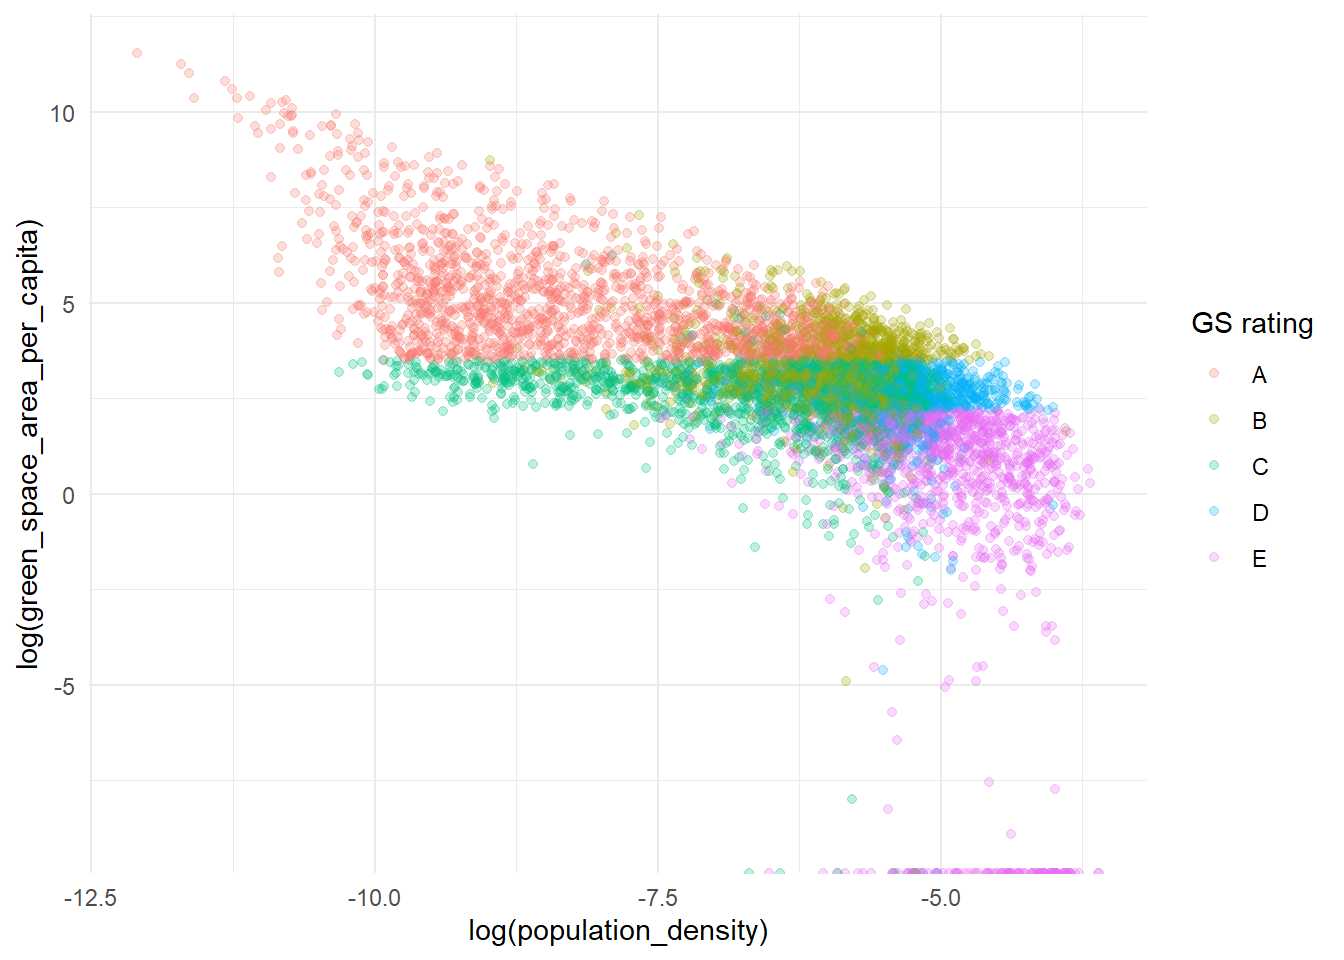 log(green_space_area_per_capita)
10
5
0
-5
-12.5
-10.0
-7.5
-5.0
log(population_density)
GS rating
A
B
C
D
E